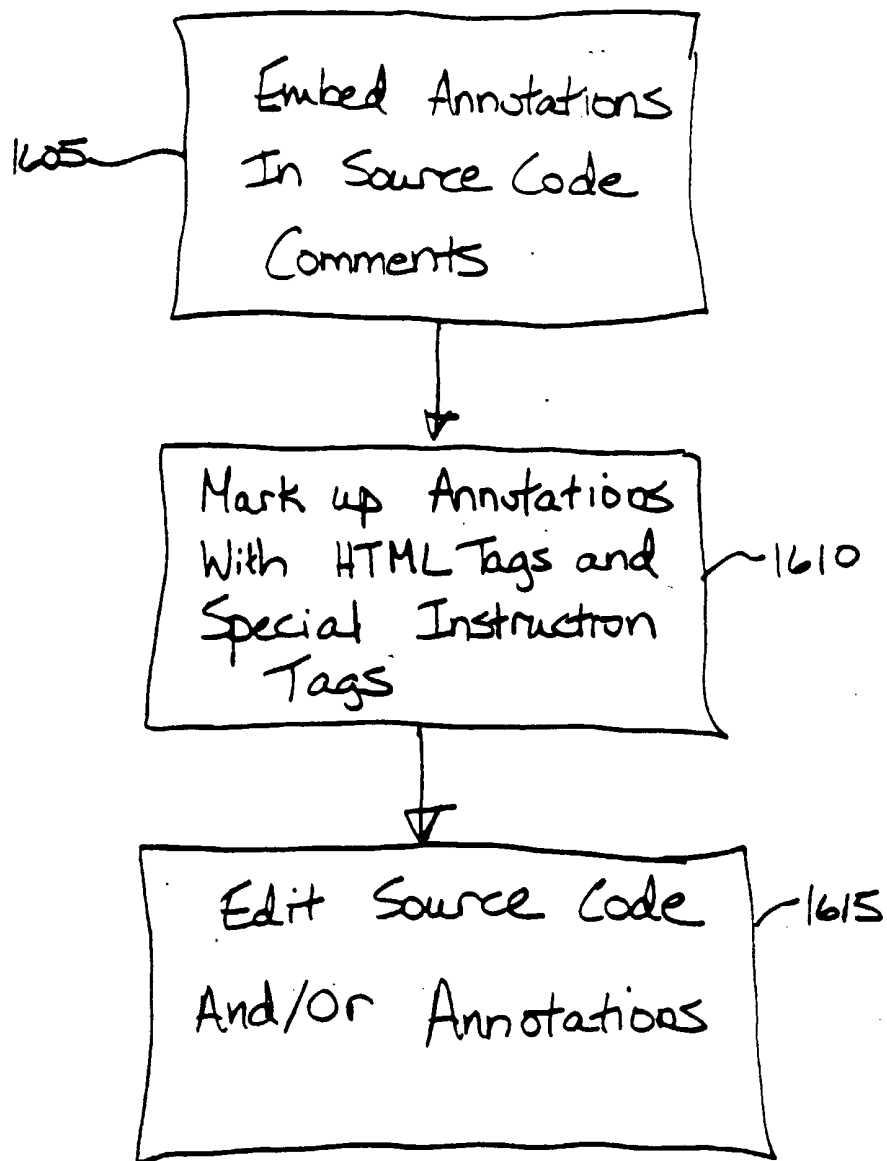 Embed Annotations
1605
In Source Code
Comments
Mark up Annotations
With HTML Tags and
1610
Special Instruction
Tags
Edit Source Code
1615
And/Or Annotations